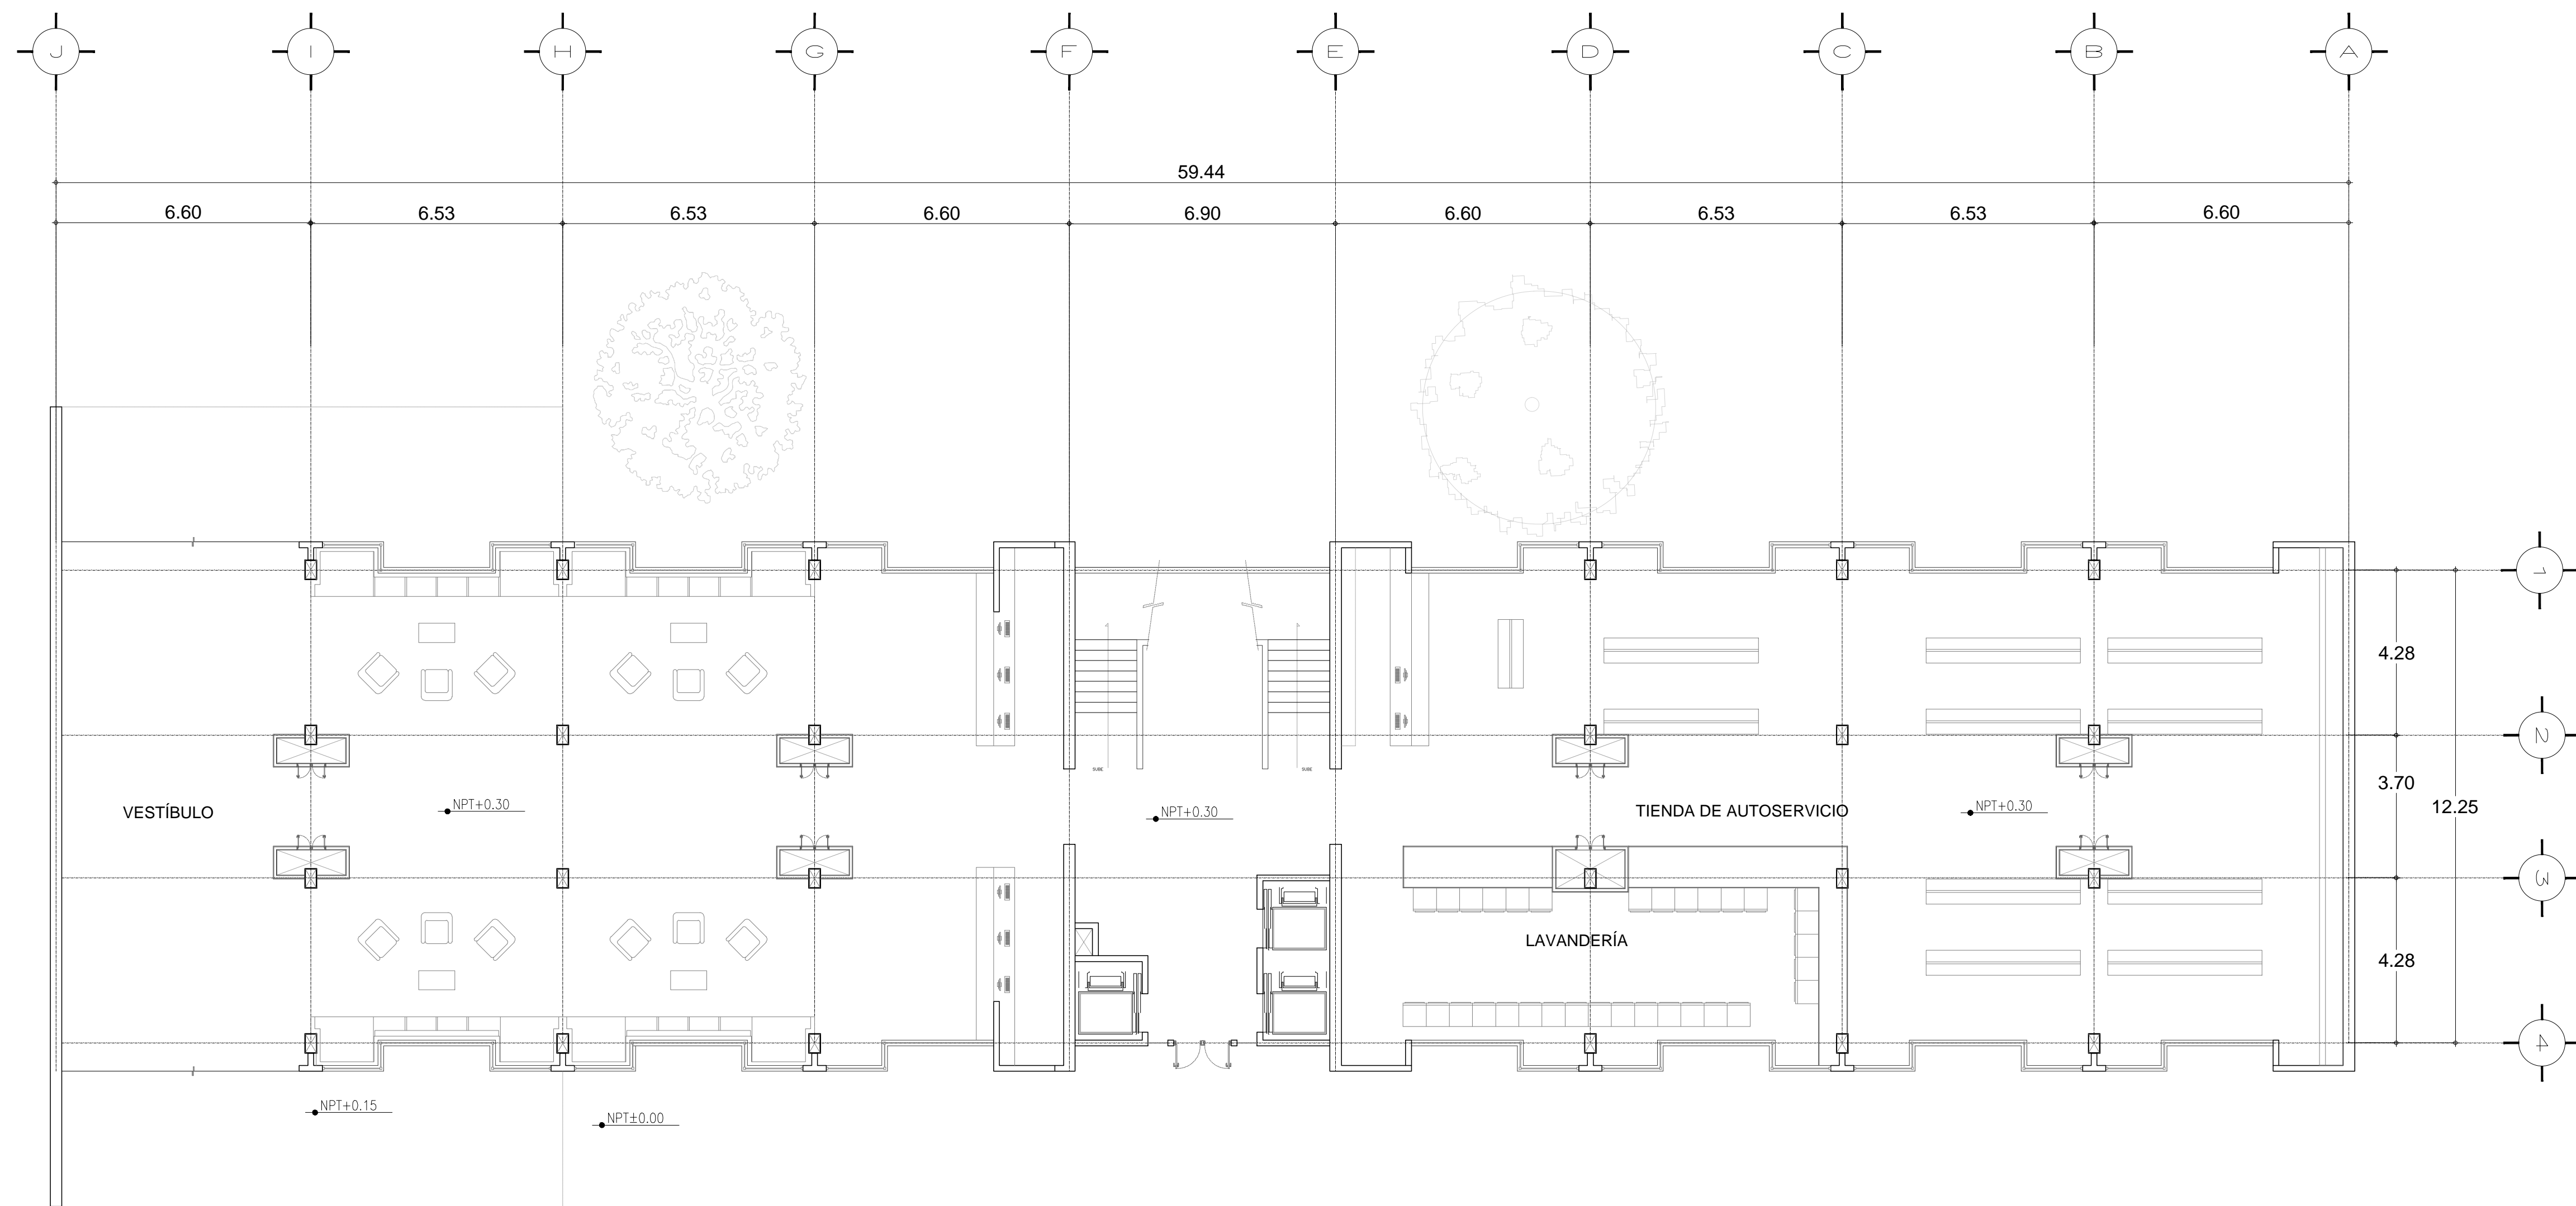 J I H G F E D C B A
59.44
6.60 6.53 6.53 6.60 6.90 6.60 6.53 6.53 6.60
1
4.28
2
SUBE SUBE
3.70
VESTÍBULO NPT+0.30 NPT+0.30 TIENDA DE AUTOSERVICIO NPT+0.30
12.25
3
LAVANDERÍA
4.28
4
NPT+0.15
NPT±0.00